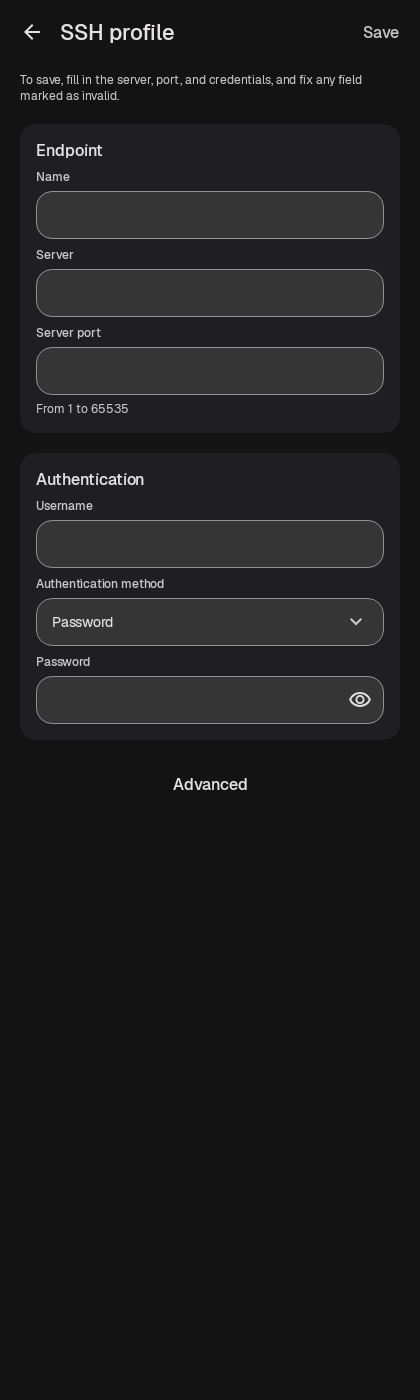 SSH profile
Save
To save, fill in the server, port, and credentials, and fix any field
marked as invalid.
Endpoint
Name
Server
Server port
From 1 to 65535
Authentication
Username
Authentication method
Password
Password
Advanced